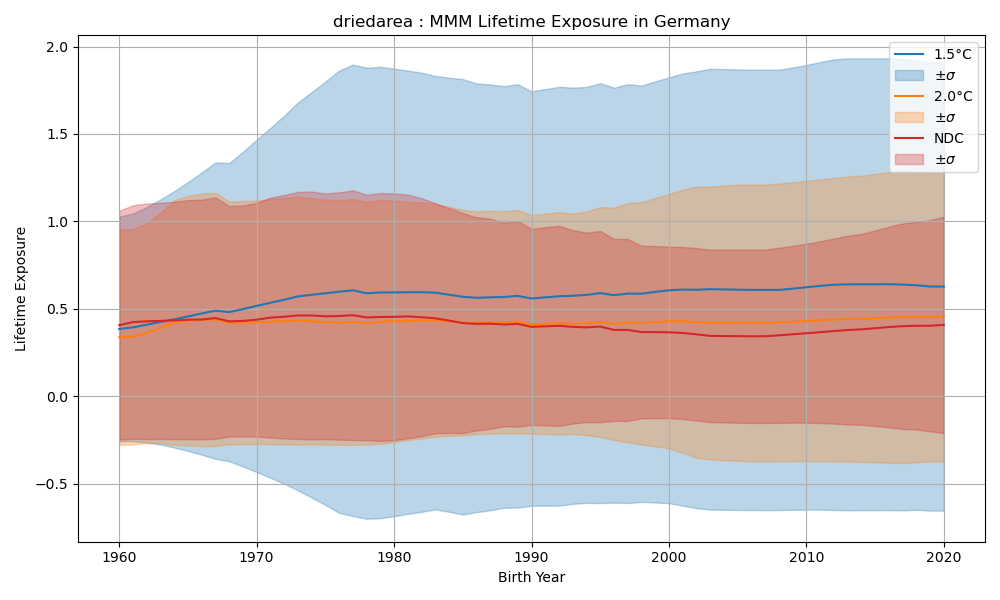 driedarea : MMM Lifetime Exposure in Germany
2.0
1.5
1.0
0.5
0.0
−0.5
Lifetime Exposure
1.5°C
±σ
2.0°C
±σ
NDC
±σ
1960 1970 1980 1990 2000 2010 2020
Birth Year